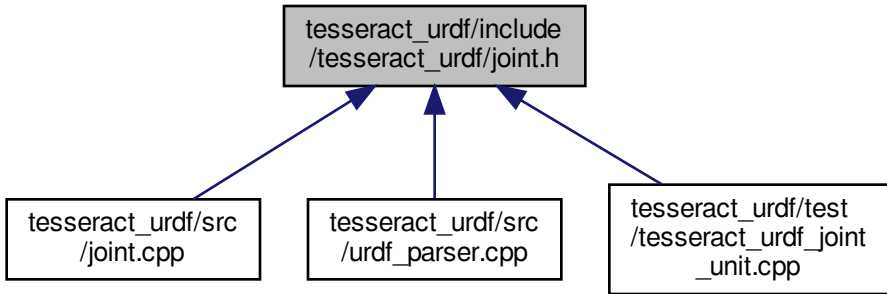 tesseract_urdf/include
/tesseract_urdf/joint.h
tesseract_urdf/src
/joint.cpp
tesseract_urdf/src
/urdf_parser.cpp
tesseract_urdf/test
/tesseract_urdf_joint
_unit.cpp